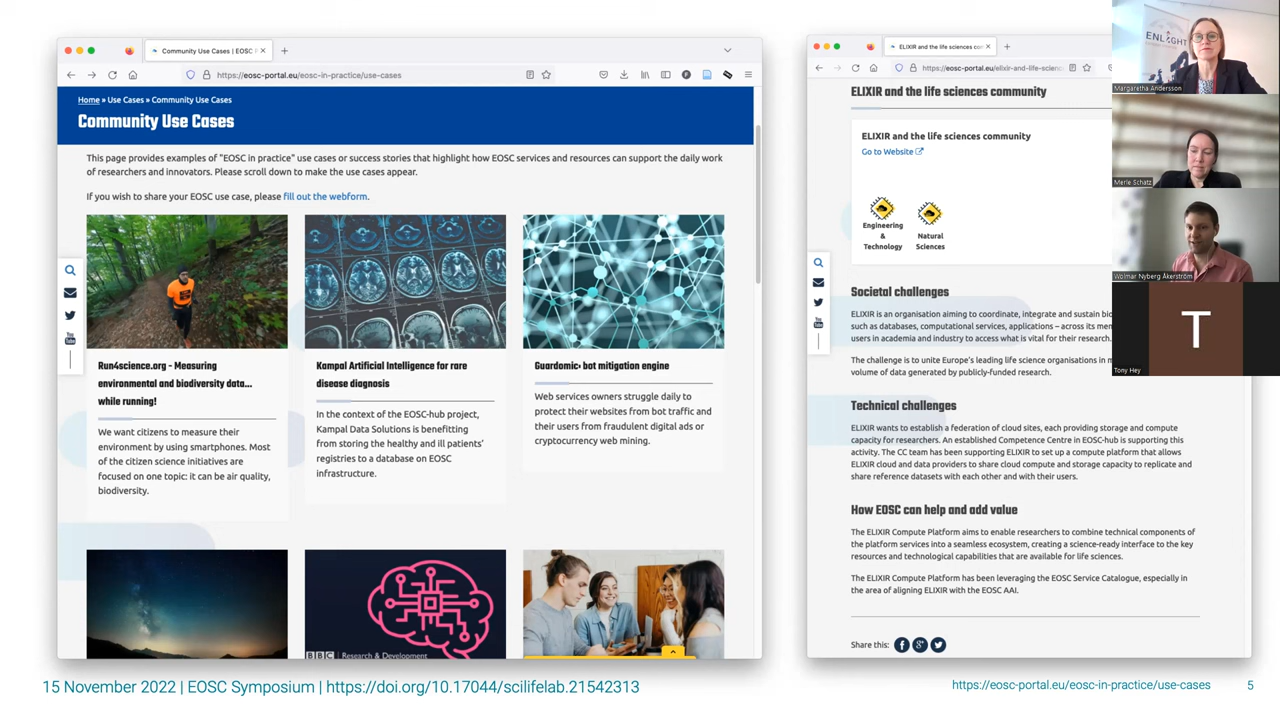 Community Use Cases | EOSC P
https://eosc-portal.eu/eosc-in-practice/use-cases
Home » Use Cases » Community Use Cases
Community Use Cases
This page provides examples of "EOSC in practice" use cases or success stories that highlight how EOSC services and resources can support the daily work
of researchers and innovators. Please scroll down to make the use cases appear.
If you wish to share your EOSC use case, please fill out the webform.
Run4science.org - Measuring
environmental and biodiversity data...
while running!
We want citizens to measure their
environment by using smartphones. Most
of the citizen science initiatives are
focused on one topic: it can be air quality,
biodiversity.
Kampal Artificial Intelligence for rare
disease diagnosis
In the context of the EOSC-hub project,
Kampal Data Solutions is benefitting
from storing the healthy and ill patients'
registries to a database on EOSC
infrastructure.
Guardomic: bot mitigation engine
Web services owners struggle daily to
protect their websites from bot traffic and
their users from fraudulent digital ads or
cryptocurrency web mining.
BBC | Research & Development
You Tube
ELIXIR and the life sciences com
https://eosc-portal.eu/elixir-and-life-science
ELIXIR and the life sciences community
ELIXIR and the life sciences community
Go to Website
Engineering
&
Technology
Natural
Sciences
Societal challenges
ELIXIR is an organisation aiming to coordinate, integrate and sustain bio
such as databases, computational services, applications – across its mem
users in academia and industry to access what is vital for their research.
The challenge is to unite Europe's leading life science organisations in m
volume of data generated by publicly-funded research.
Technical challenges
ELIXIR wants to establish a federation of cloud sites, each providing storage and compute
capacity for researchers. An established Competence Centre in EOSC-hub is supporting this
activity. The CC team has been supporting ELIXIR to set up a compute platform that allows
ELIXIR cloud and data providers to share cloud compute and storage capacity to replicate and
share reference datasets with each other and with their users.
How EOSC can help and add value
The ELIXIR Compute Platform aims to enable researchers to combine technical components of
the platform services into a seamless ecosystem, creating a science-ready interface to the key
resources and technological capabilities that are available for life sciences.
The ELIXIR Compute Platform has been leveraging the EOSC Service Catalogue, especially in
the area of aligning ELIXIR with the EOSC AAI.
Share this:
ENLIGHT
Margaretha Andersson
Merle Schatz
Wolmar Nyberg Åkerström
T
Tony Hey
15 November 2022 | EOSC Symposium | https://doi.org/10.17044/scilifelab.21542313
https://eosc-portal.eu/eosc-in-practice/use-cases
5